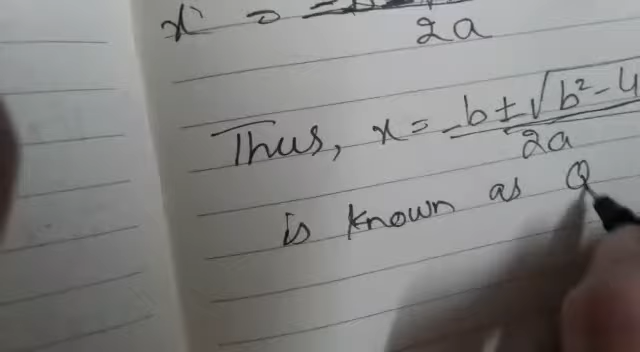 x = 2a
Thus, x = -b ± √b² - 4 / 2a
is known as Q